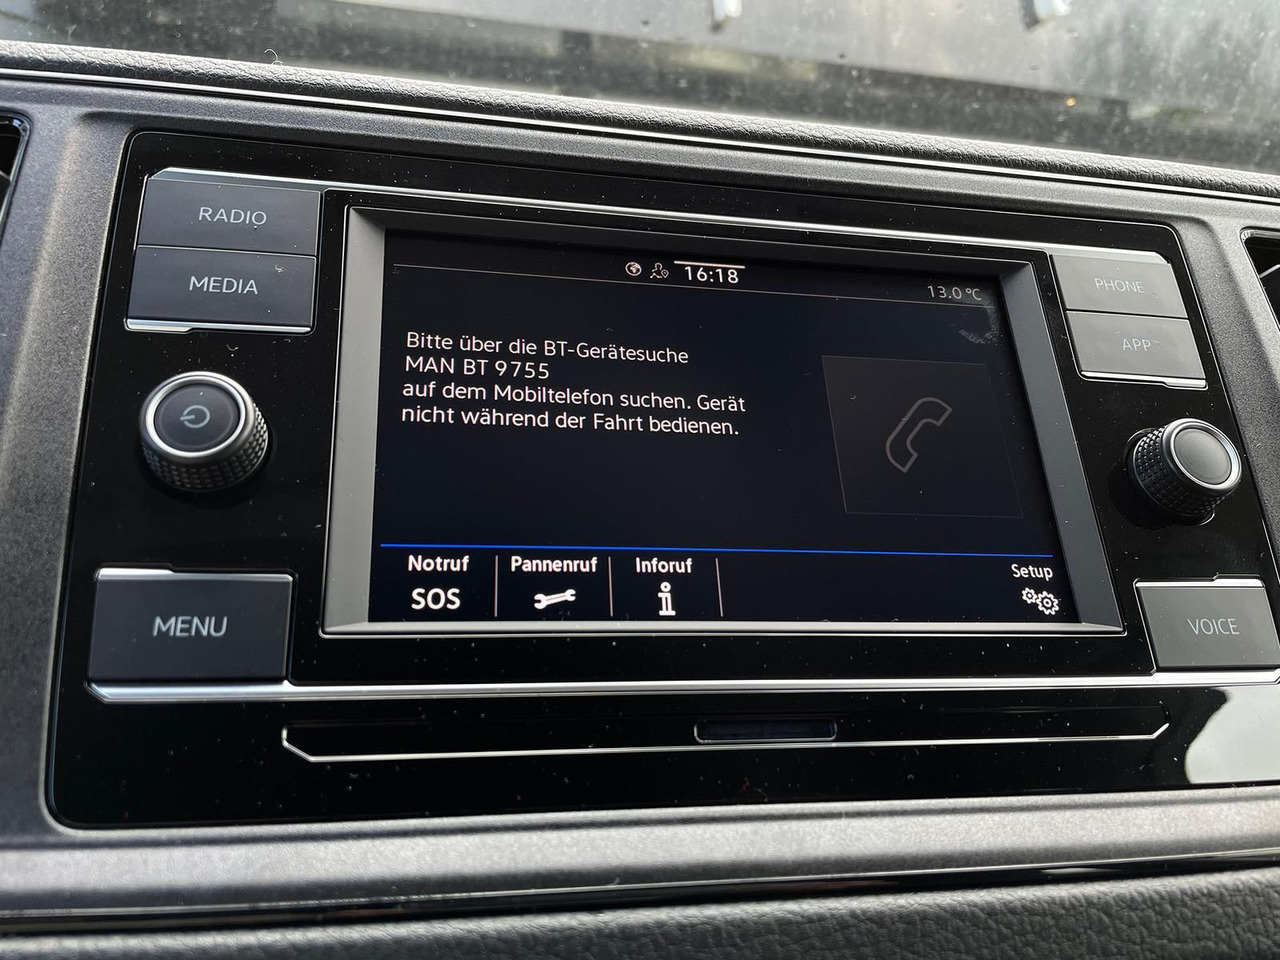 RADIO
MEDIA
MENU
16:18
13.0 °C
Bitte über die BT-Gerätesuche
MAN BT 9755
auf dem Mobiltelefon suchen. Gerät
nicht während der Fahrt bedienen.
Notruf
SOS
Pannenruf
Inforuf
i
Setup
PHONE
APP
VOICE